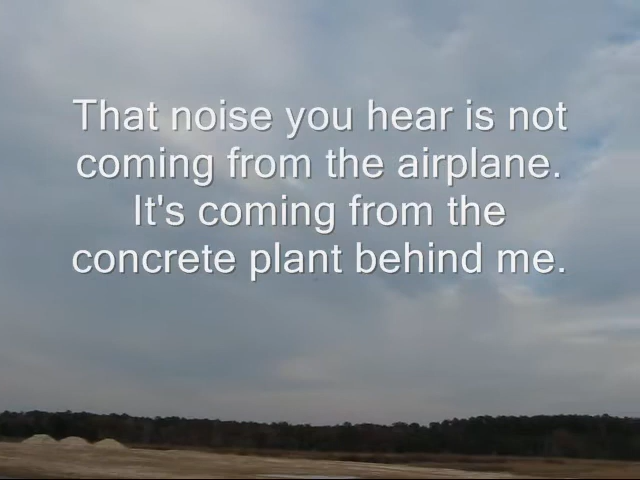 That noise you hear is not
coming from the airplane.
It's coming from the
concrete plant behind me.